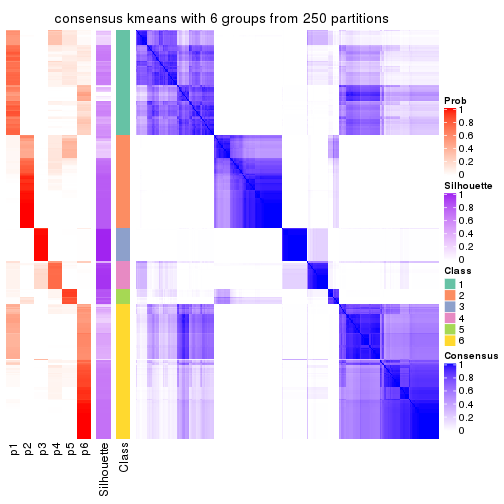 consensus kmeans with 6 groups from 250 partitions
Prob
1
0.8
0.6
0.4
0.2
0
Silhouette
1
0.8
0.6
0.4
0.2
0
Class
1
2
3
4
5
6
Consensus
1
0.8
0.6
0.4
0.2
0
p1
p2
p3
p4
p5
p6
Silhouette
Class